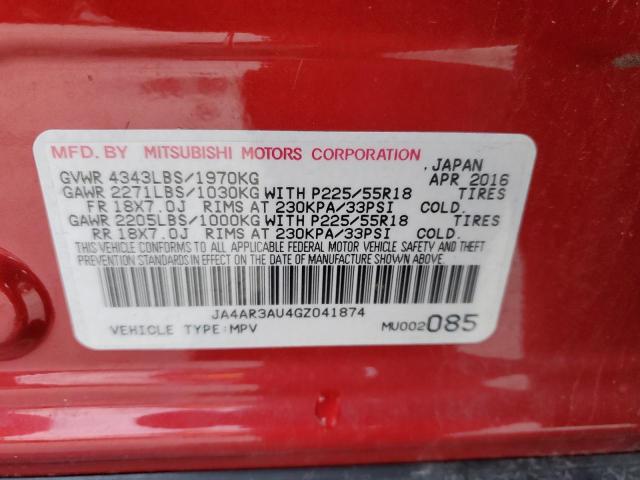 MFD. BY MITSUBISHI MOTORS CORPORATION , JAPAN
GVWR 4343LBS/1970KG APR 2016
GAWR 2271LBS/1030KG WITH P225/55R18 TIRES
FR 18X7.0J RIMS AT 230KPA/33PSI COLD.
GAWR 2205LBS/1000KG WITH P225/55R18 TIRES
RR 18X7.0J RIMS AT 230KPA/33PSI COLD.
THIS VEHICLE CONFORMS TO ALL APPLICABLE FEDERAL MOTOR VEHICLE SAFETY AND THEFT
PREVENTION STANDARDS IN EFFECT ON THE DATE OF MANUFACTURE SHOWN ABOVE.
JA4AR3AU4GZ041874
VEHICLE TYPE:MPV MU002085